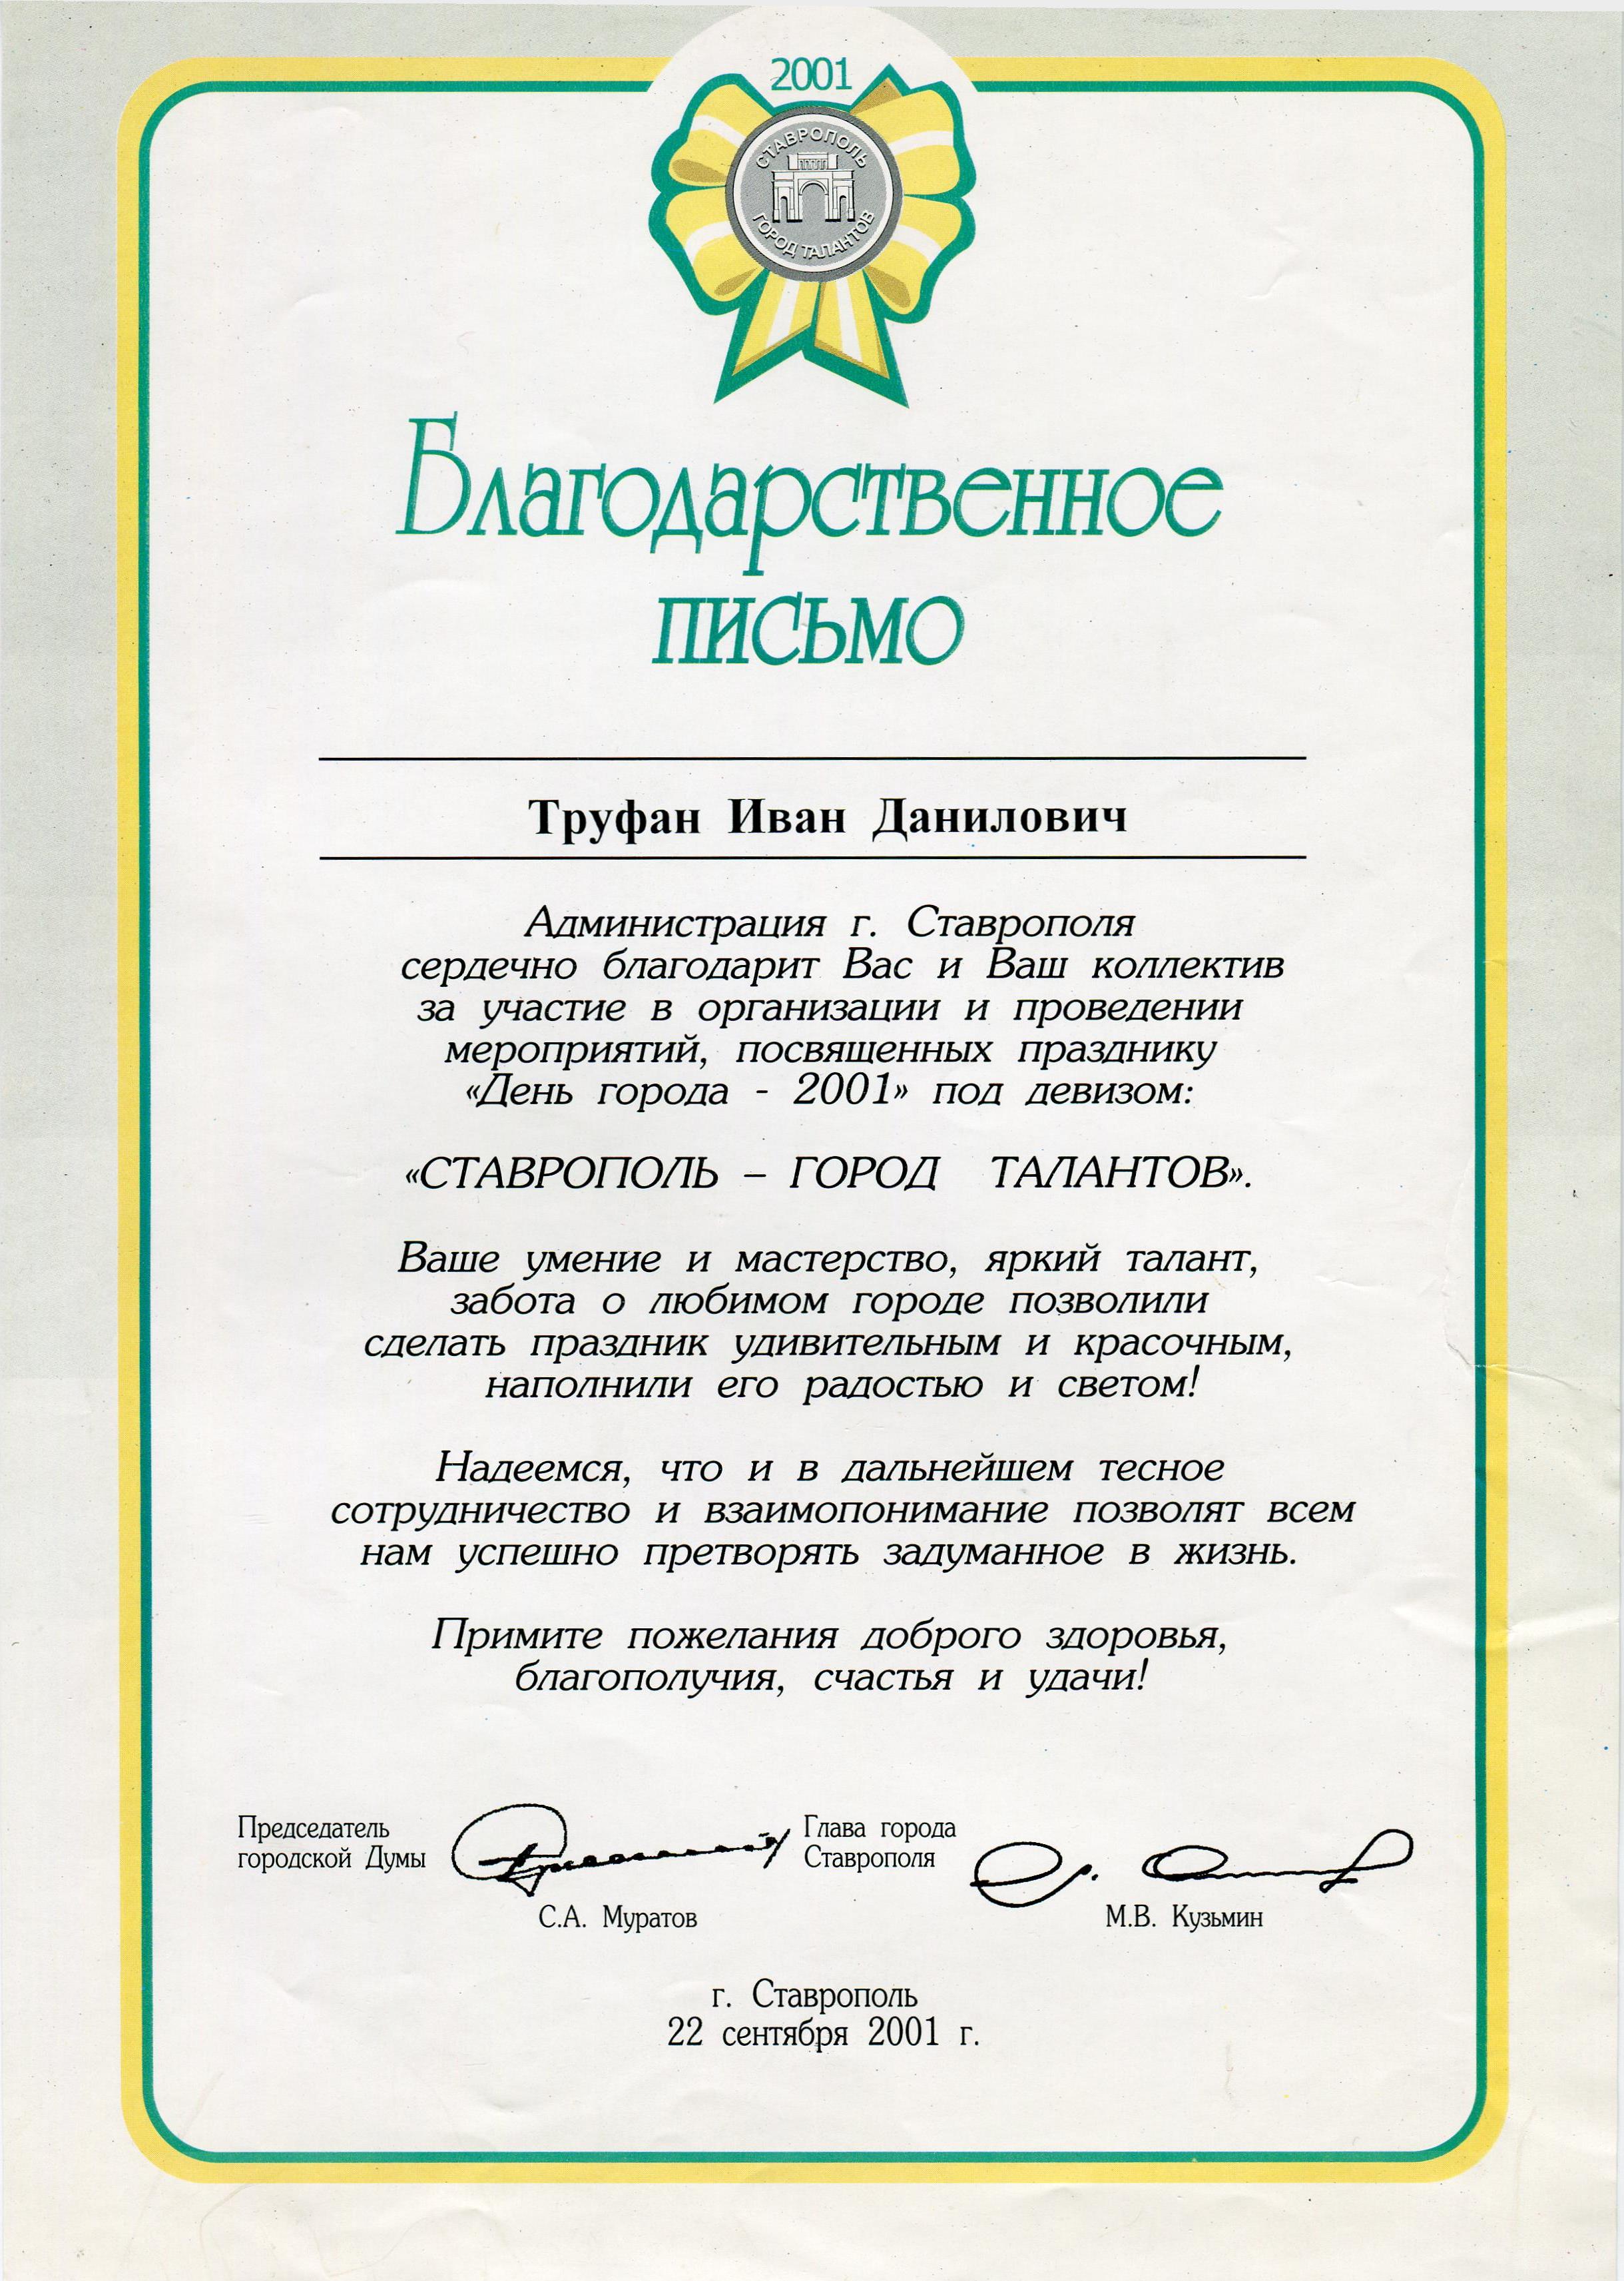 2001
СТАВРОПОЛЬ
ГОРОД ТАЛАНТОВ
Благодарственное
письмо
Труфан Иван Данилович
Администрация г. Ставрополя
сердечно благодарит Вас и Ваш коллектив
за участие в организации и проведении
мероприятий, посвященных празднику
«День города - 2001» под девизом:
«СТАВРОПОЛЬ – ГОРОД ТАЛАНТОВ».
Ваше умение и мастерство, яркий талант,
забота о любимом городе позволили
сделать праздник удивительным и красочным,
наполнили его радостью и светом!
Надеемся, что и в дальнейшем тесное
сотрудничество и взаимопонимание позволят всем
нам успешно претворять задуманное в жизнь.
Примите пожелания доброго здоровья,
благополучия, счастья и удачи!
Председатель
городской Думы
С.А. Муратов
Глава города
Ставрополя
М.В. Кузьмин
г. Ставрополь
22 сентября 2001 г.